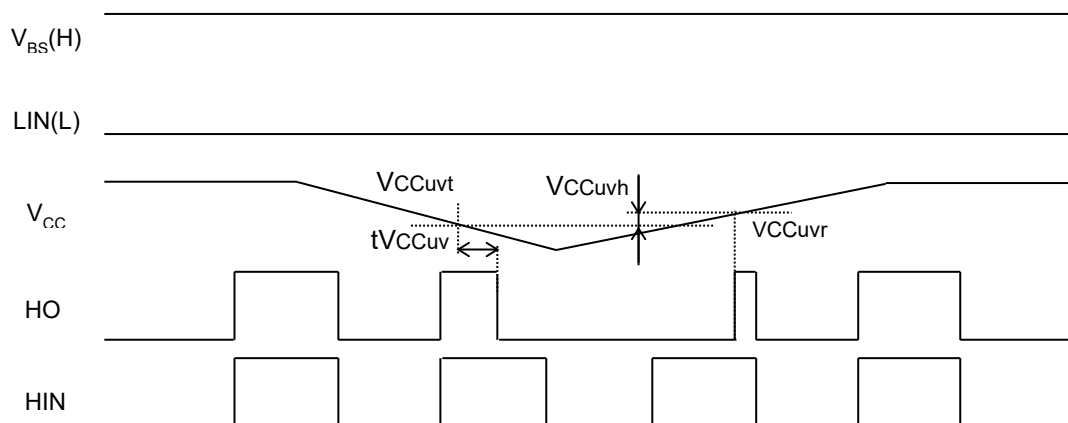 VBS(H)
LIN(L)
VCCuvt
VCCuvh
VCC
VCCuvr
tVCCuv
HO
HIN